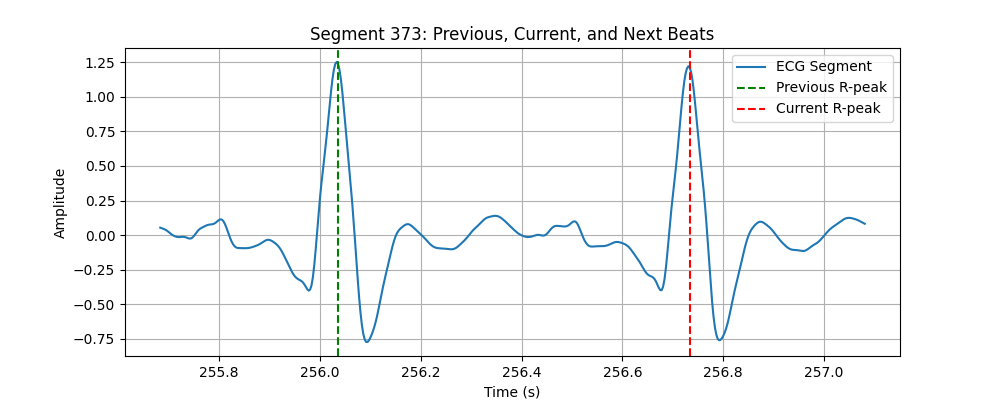 Segment 373: Previous, Current, and Next Beats
ECG Segment
Previous R-peak
Current R-peak
1.25
1.00
0.75
0.50
0.25
0.00
−0.25
−0.50
−0.75
Amplitude
255.8 256.0 256.2 256.4 256.6 256.8 257.0
Time (s)